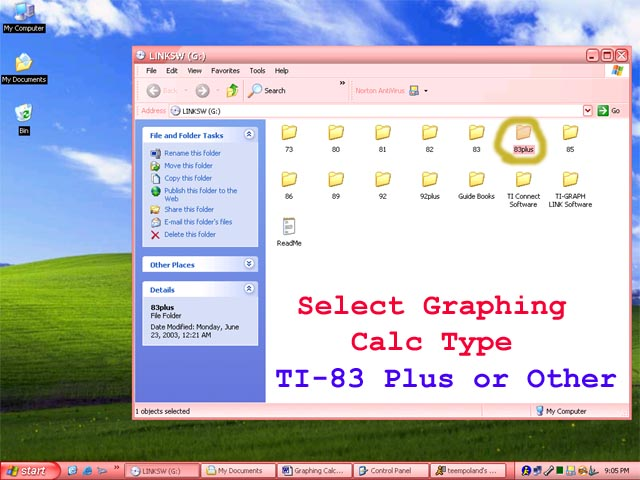 My Computer
My Documents
Bin
LINKSW (G:)
File Edit View Favorites Tools Help
Back Search Norton AntiVirus
Address LINKSW (G:) Go
File and Folder Tasks
Rename this folder
Move this folder
Copy this folder
Publish this folder to the
Web
Share this folder
E-mail this folder's files
Delete this folder
Other Places
Details
83plus
File Folder
Date Modified: Monday, June
23, 2003, 12:21 AM
73 80 81 82 83 83plus 85
86 89 92 92plus Guide Books TI Connect
Software TI-GRAPH
LINK Software
ReadMe
Select Graphing
Calc Type
TI-83 Plus or Other
1 objects selected My Computer
start LINKSW (G:) My Documents Graphing Calc... Control Panel teempoland's ... 9:05 PM